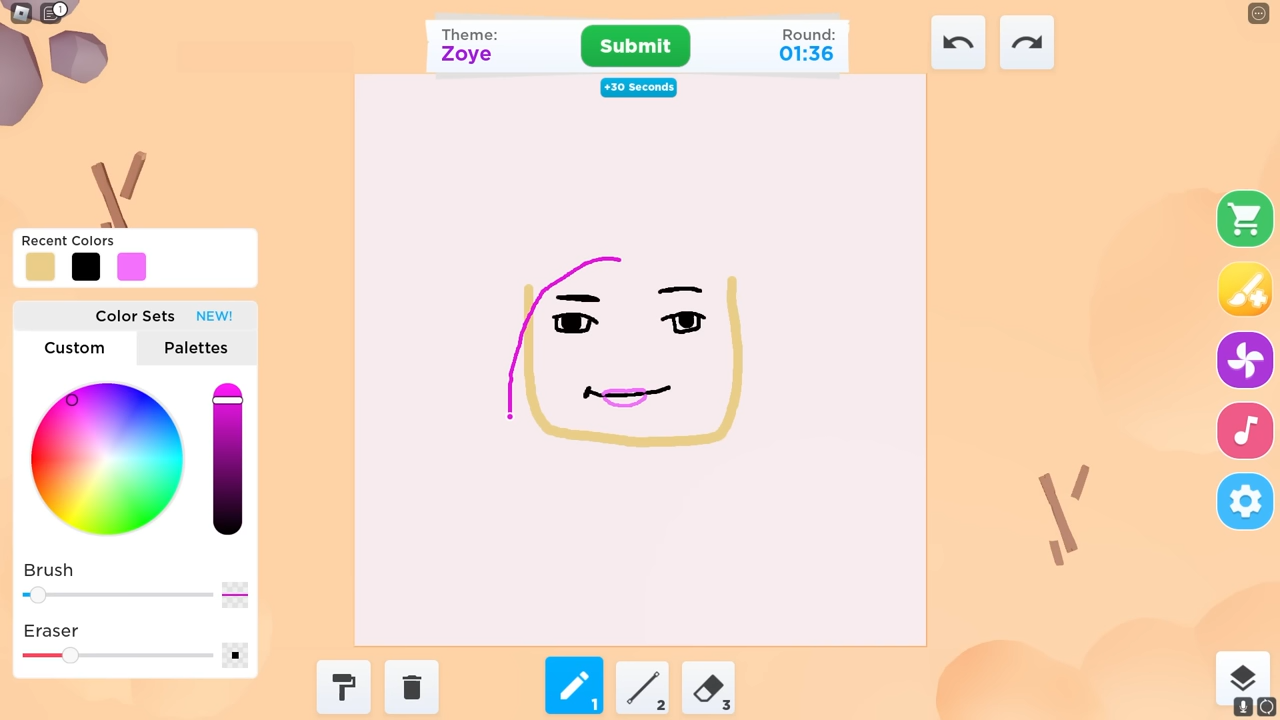 1
Theme:
Zoye
Submit
Round:
01:36
+30 Seconds
Recent Colors
Color Sets NEW!
Custom Palettes
Brush
Eraser
1 2 3